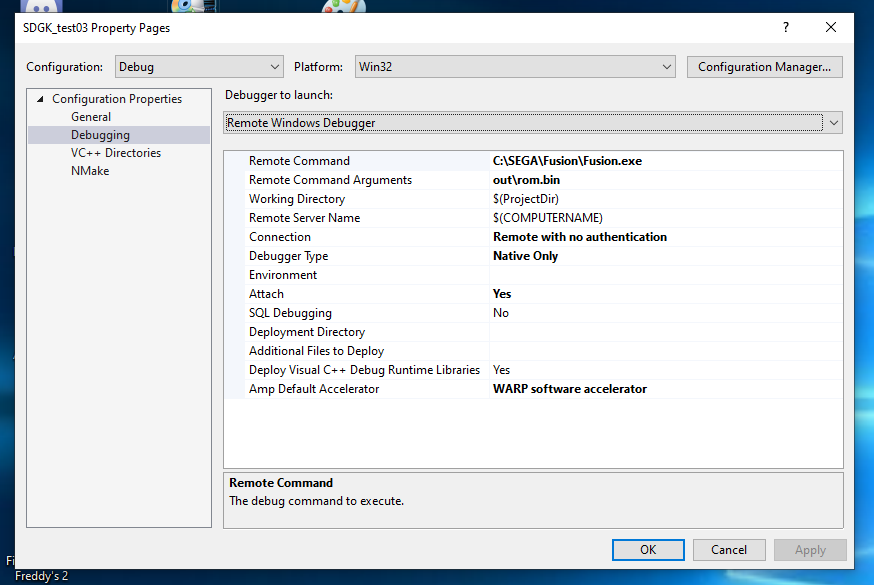 SDGK_test03 Property Pages
?
Configuration: Debug Platform: Win32 Configuration Manager...
Configuration Properties
General
Debugging
VC++ Directories
NMake
Debugger to launch:
Remote Windows Debugger
Remote Command C:\SEGA\Fusion\Fusion.exe
Remote Command Arguments out\rom.bin
Working Directory $(ProjectDir)
Remote Server Name $(COMPUTERNAME)
Connection Remote with no authentication
Debugger Type Native Only
Environment
Attach Yes
SQL Debugging No
Deployment Directory
Additional Files to Deploy
Deploy Visual C++ Debug Runtime Libraries Yes
Amp Default Accelerator WARP software accelerator
Remote Command
The debug command to execute.
OK Cancel Apply
Freddy's 2